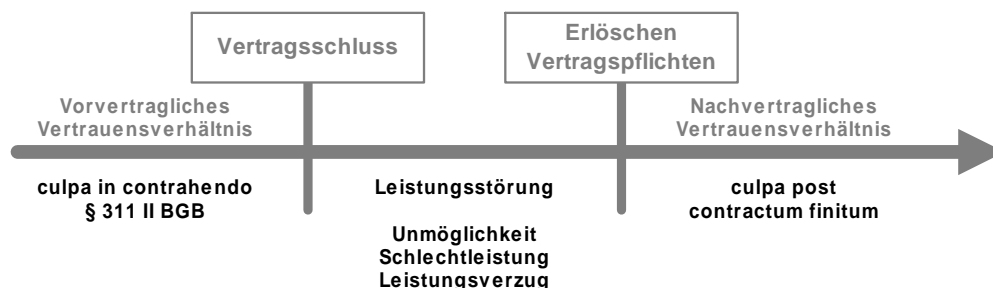 Vertragsschluss
Erlöschen
Vertragspflichten
Vorvertragliches
Vertrauensverhältnis
Nachvertragliches
Vertrauensverhältnis
culpa in contrahendo
§ 311 II BGB
Leistungsstörung
culpa post
contractum finitum
Unmöglichkeit
Schlechtleistung
Leistungsverzug